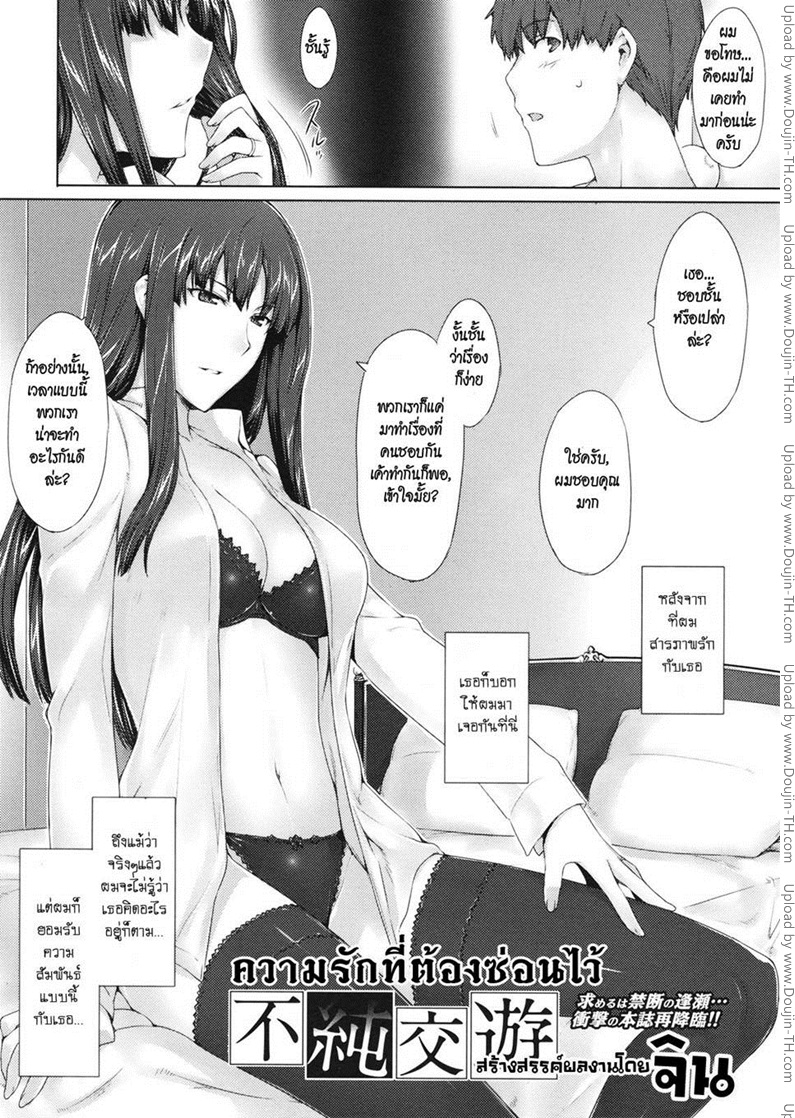 ผม
ขอโทษ...
คือผมไม่
เคยทำ
มาก่อนน่ะ
ครับ
ชั้นรู้
スルッ
เธอ...
ชอบชั้น
หรือเปล่า
ล่ะ?
ใช่ครับ,
ผมชอบคุณ
มาก
งั้นชั้น
ว่าเรื่อง
ก็ง่าย
พวกเราก็แค่
มาทำเรื่องที่
คนชอบกัน
เค้าทำกันก็พอ,
เข้าใจมั้ย?
ถ้าอย่างนั้น,
เวลาแบบนี้
พวกเรา
น่าจะทำ
อะไรกันดี
ล่ะ?
หลังจาก
ที่ผม
สารภาพรัก
กับเธอ
เธอก็บอก
ให้ผมมา
เจอกันที่นี่
ถึงแม้ว่า
จริงๆแล้ว
ผมจะไม่รู้ว่า
เธอคิดอะไร
อยู่ก็ตาม...
แต่ผมก็
ยอมรับ
ความ
สัมพันธ์
แบบนี้
กับเธอ...
ความรักที่ต้องซ่อนไว้
不純交遊
求めるは禁断の逢瀬…
衝撃の本誌再降臨!!
สร้างสรรค์ผลงานโดย จิน
Upload by www.Doujin-TH.com
Upload by www.Doujin-TH.com
Upload by www.Doujin-TH.com
Upload by www.Doujin-TH.com
Upload by www.Doujin-TH.com